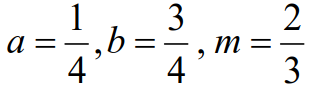 a = 1/4, b = 3/4, m = 2/3